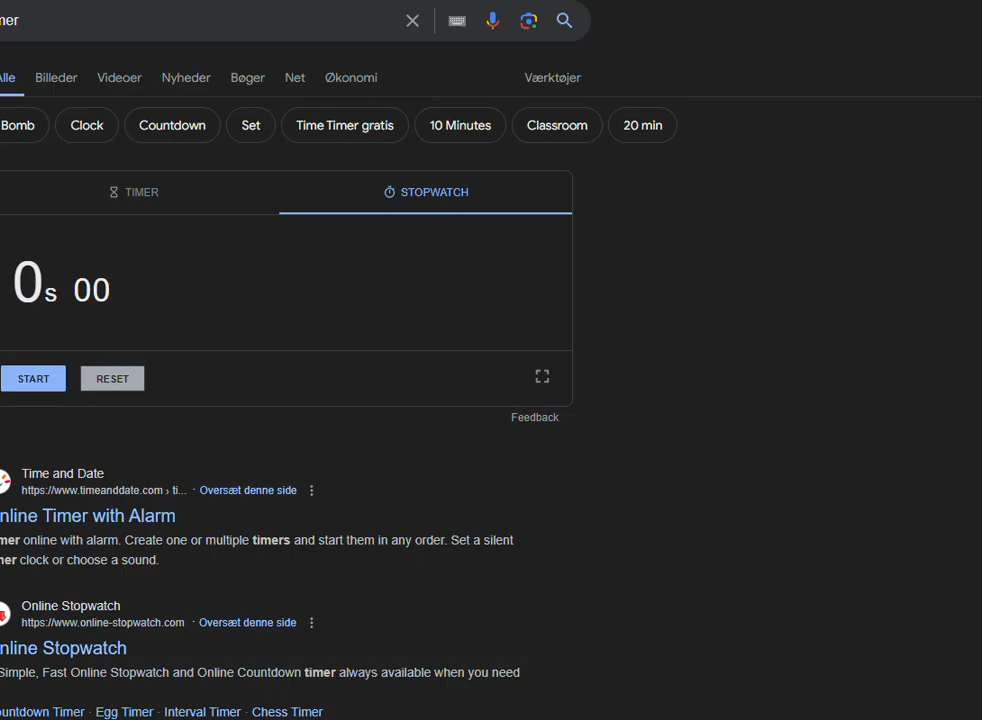 mer
Alle Billeder Videoer Nyheder Bøger Net Økonomi Værktøjer
Bomb Clock Countdown Set Time Timer gratis 10 Minutes Classroom 20 min
TIMER STOPWATCH
0s 00
START RESET
Feedback
Time and Date
https://www.timeanddate.com › ti... · Oversæt denne side
nline Timer with Alarm
mer online with alarm. Create one or multiple timers and start them in any order. Set a silent
mer clock or choose a sound.
Online Stopwatch
https://www.online-stopwatch.com · Oversæt denne side
nline Stopwatch
Simple, Fast Online Stopwatch and Online Countdown timer always available when you need
ountdown Timer · Egg Timer · Interval Timer · Chess Timer